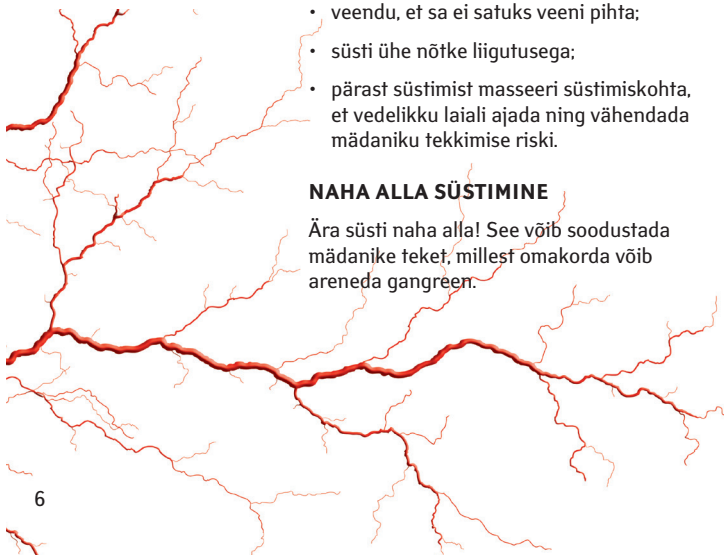 • veendu, et sa ei satuks veeni pihta;
• süsti ühe nõtke liigutusega;
• pärast süstimist masseeri süstimiskohta,
et vedelikku laiali ajada ning vähendada
mädaniku tekkimise riski.
NAHA ALLA SÜSTIMINE
Ära süsti naha alla! See võib soodustada
mädanike teket, millest omakorda võib
areneda gangreen.
6